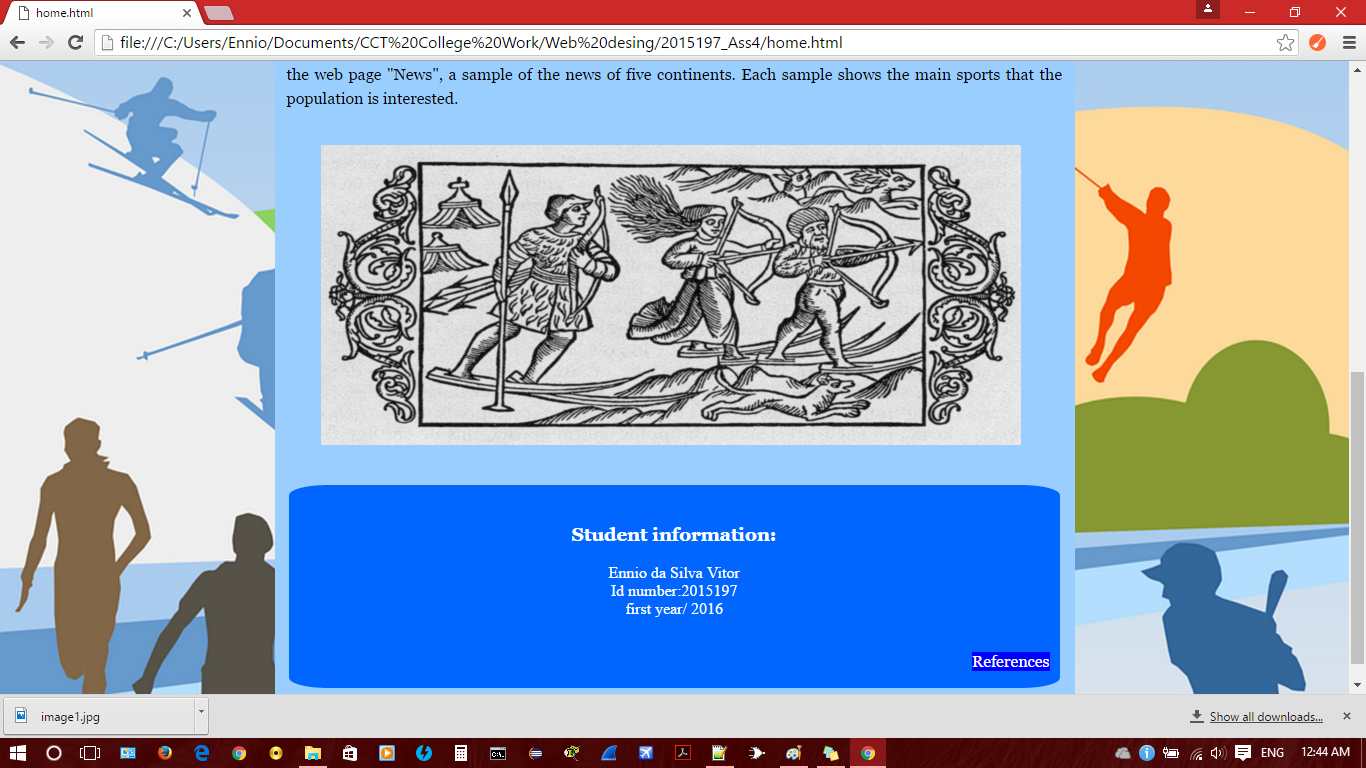 home.html
file:///C:/Users/Ennio/Documents/CCT%20College%20Work/Web%20desing/2015197_Ass4/home.html
the web page "News", a sample of the news of five continents. Each sample shows the main sports that the
population is interested.
Student information:
Ennio da Silva Vitor
Id number:2015197
first year/ 2016
References
image1.jpg
Show all downloads...
C:\.
ENG
12:44 AM